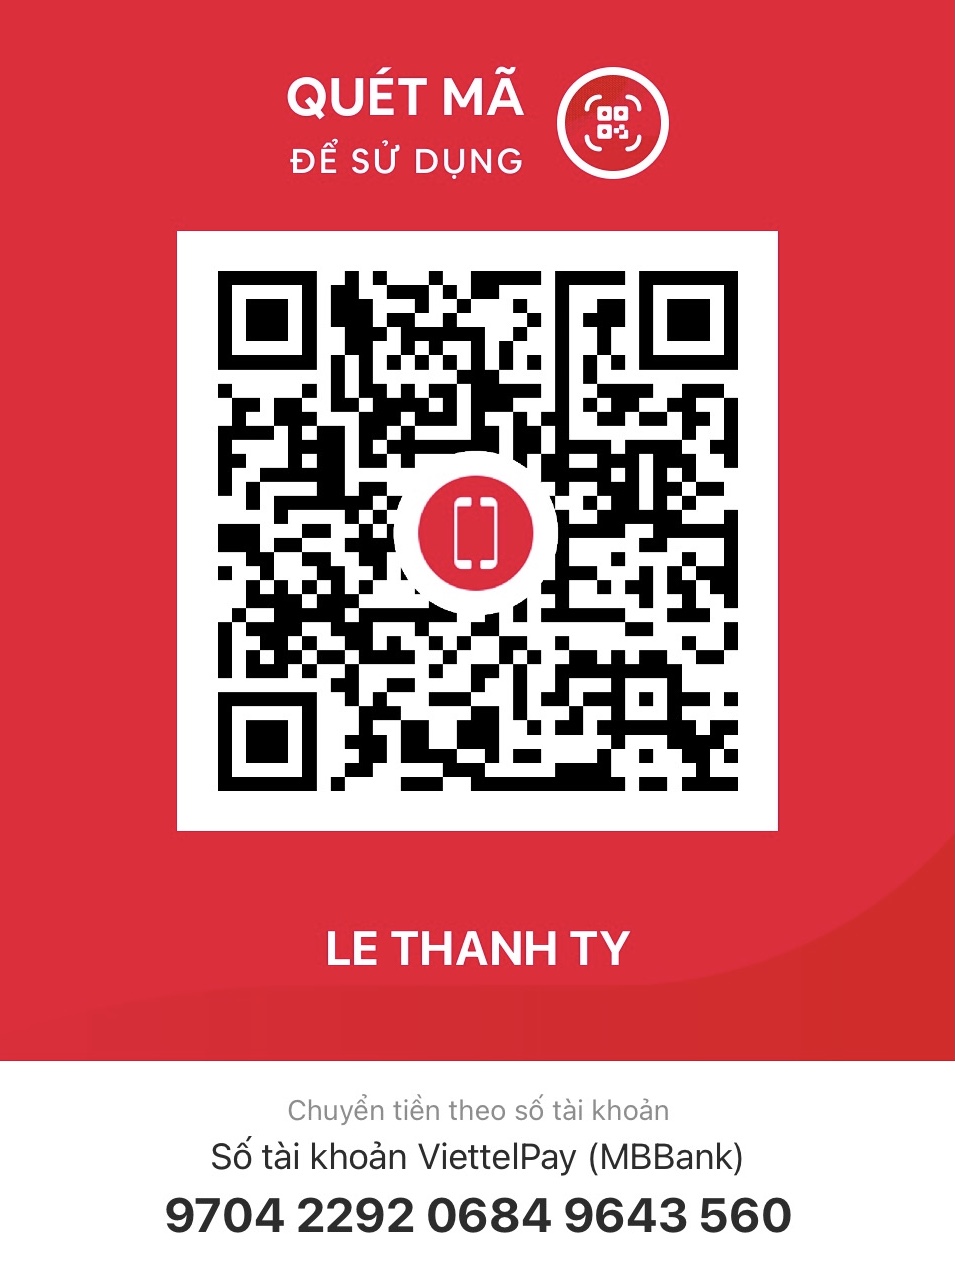 QUÉT MÃ
ĐỂ SỬ DỤNG
LE THANH TY
Chuyển tiền theo số tài khoản
Số tài khoản ViettelPay (MBBank)
9704 2292 0684 9643 560